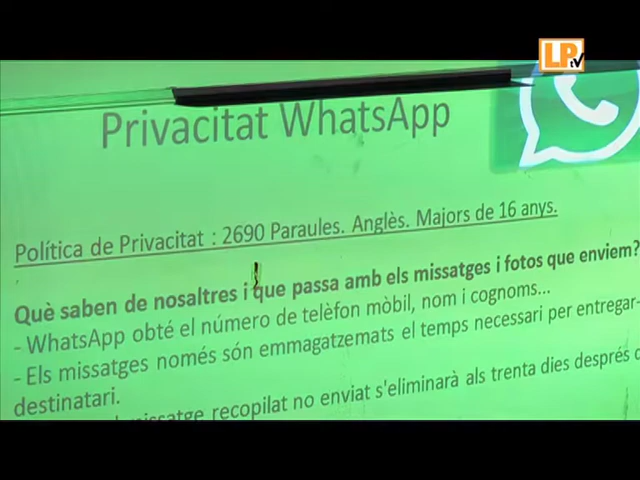 LP tv
Privacitat WhatsApp
Política de Privacitat : 2690 Paraules. Anglès. Majors de 16 anys.
Què saben de nosaltres i que passa amb els missatges i fotos que enviem?
- WhatsApp obté el número de telèfon mòbil, nom i cognoms...
- Els missatges només són emmagatzemats el temps necessari per entregar-
destinatari.
missatge recopilat no enviat s'eliminarà als trenta dies després